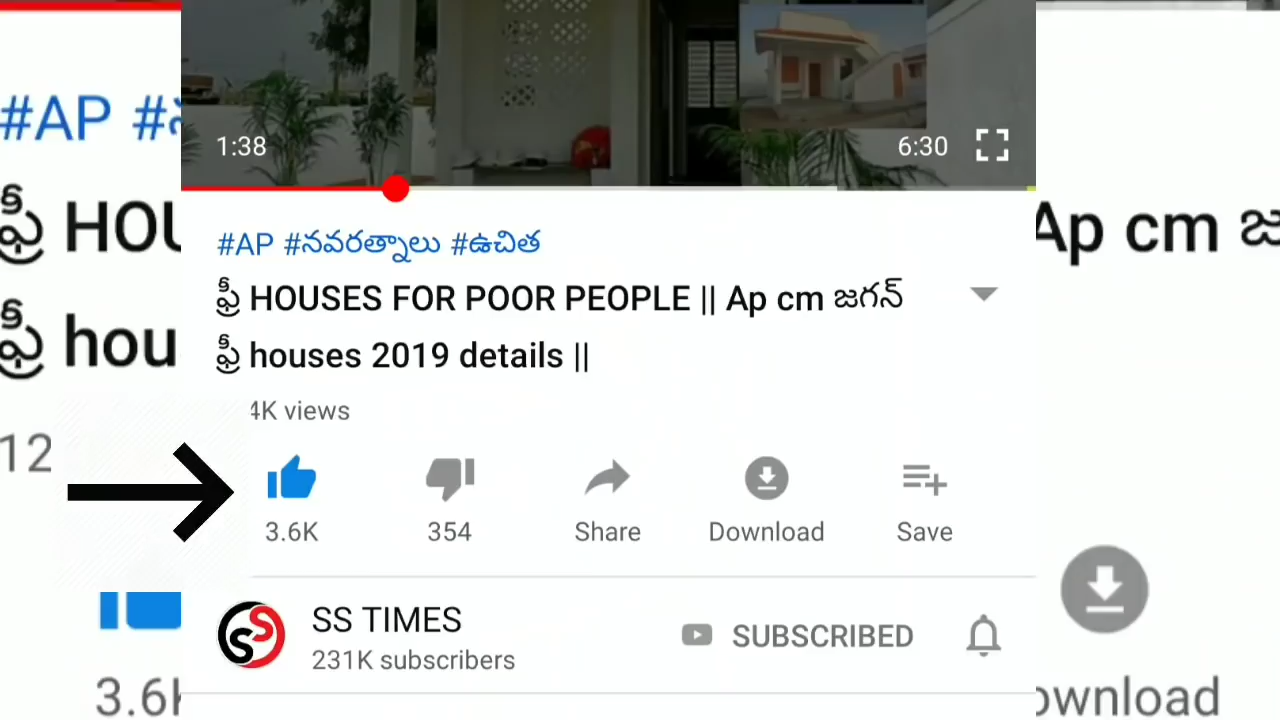 1:38
6:30
#AP #నవరత్నాలు #ఉచిత
ఫ్రీ HOUSES FOR POOR PEOPLE || Ap cm జగన్
ఫ్రీ houses 2019 details ||
4K views
3.6K
354
Share
Download
Save
SS TIMES
231K subscribers
SUBSCRIBED
#AP
ఫ్రీ HOU
ఫ్రీ hou
12
3.6K
Ap cm జ
ownload